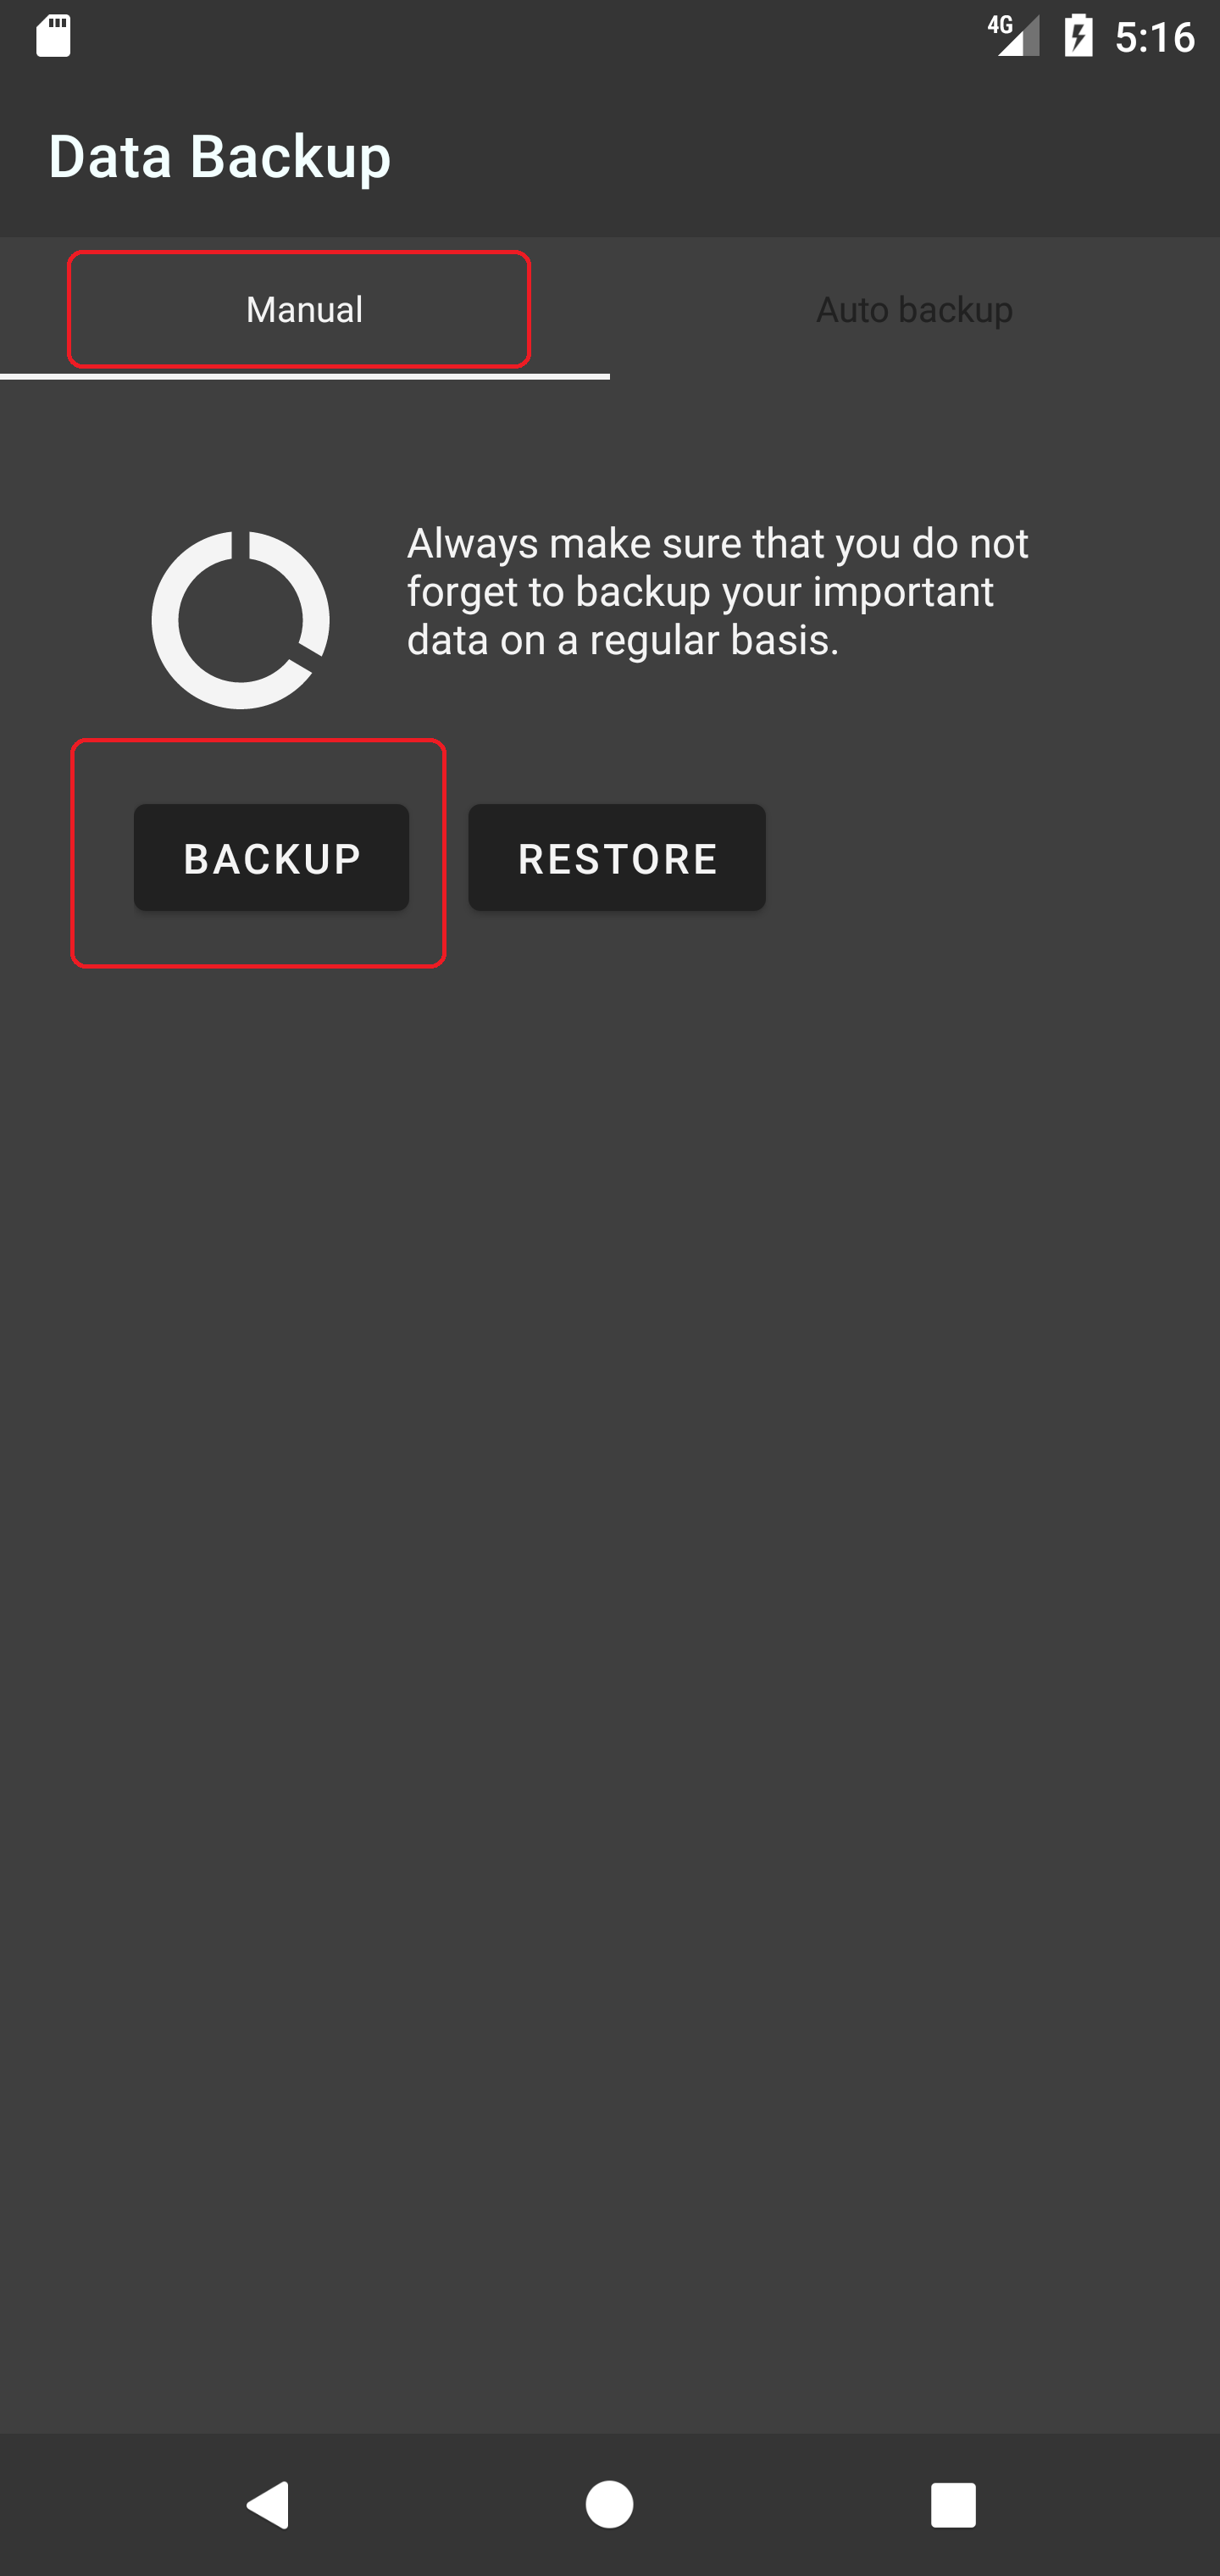 4G 5:16
Data Backup
Manual
Auto backup
Always make sure that you do not
forget to backup your important
data on a regular basis.
BACKUP
RESTORE